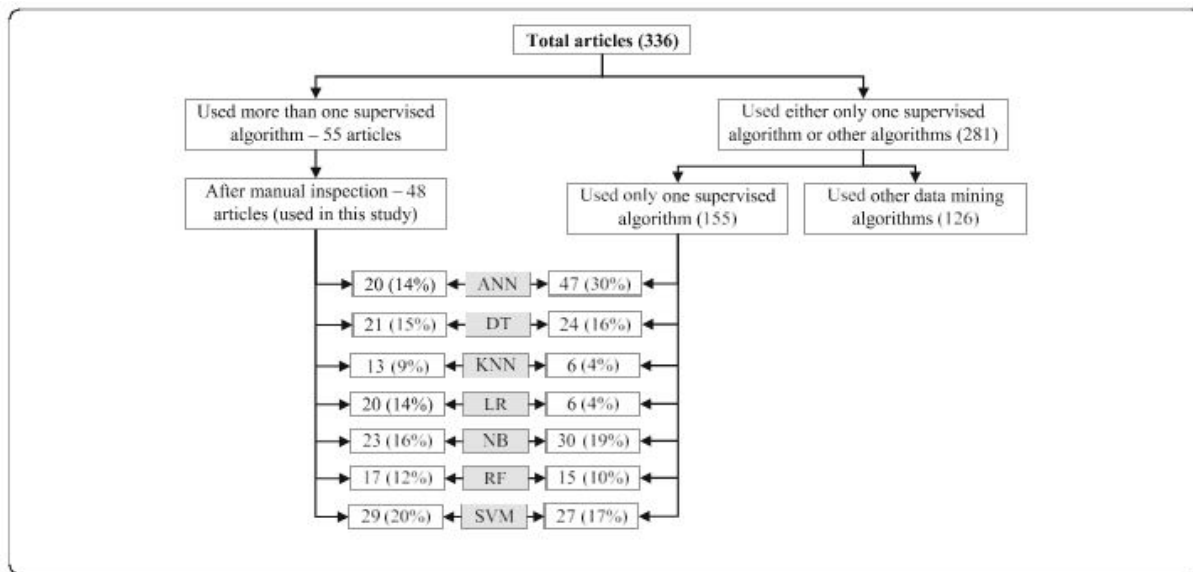 Total articles (336)
Used more than one supervised
algorithm – 55 articles
Used either only one supervised
algorithm or other algorithms (281)
After manual inspection – 48
articles (used in this study)
Used only one supervised
algorithm (155)
Used other data mining
algorithms (126)
20 (14%) ANN 47 (30%)
21 (15%) DT 24 (16%)
13 (9%) KNN 6 (4%)
20 (14%) LR 6 (4%)
23 (16%) NB 30 (19%)
17 (12%) RF 15 (10%)
29 (20%) SVM 27 (17%)